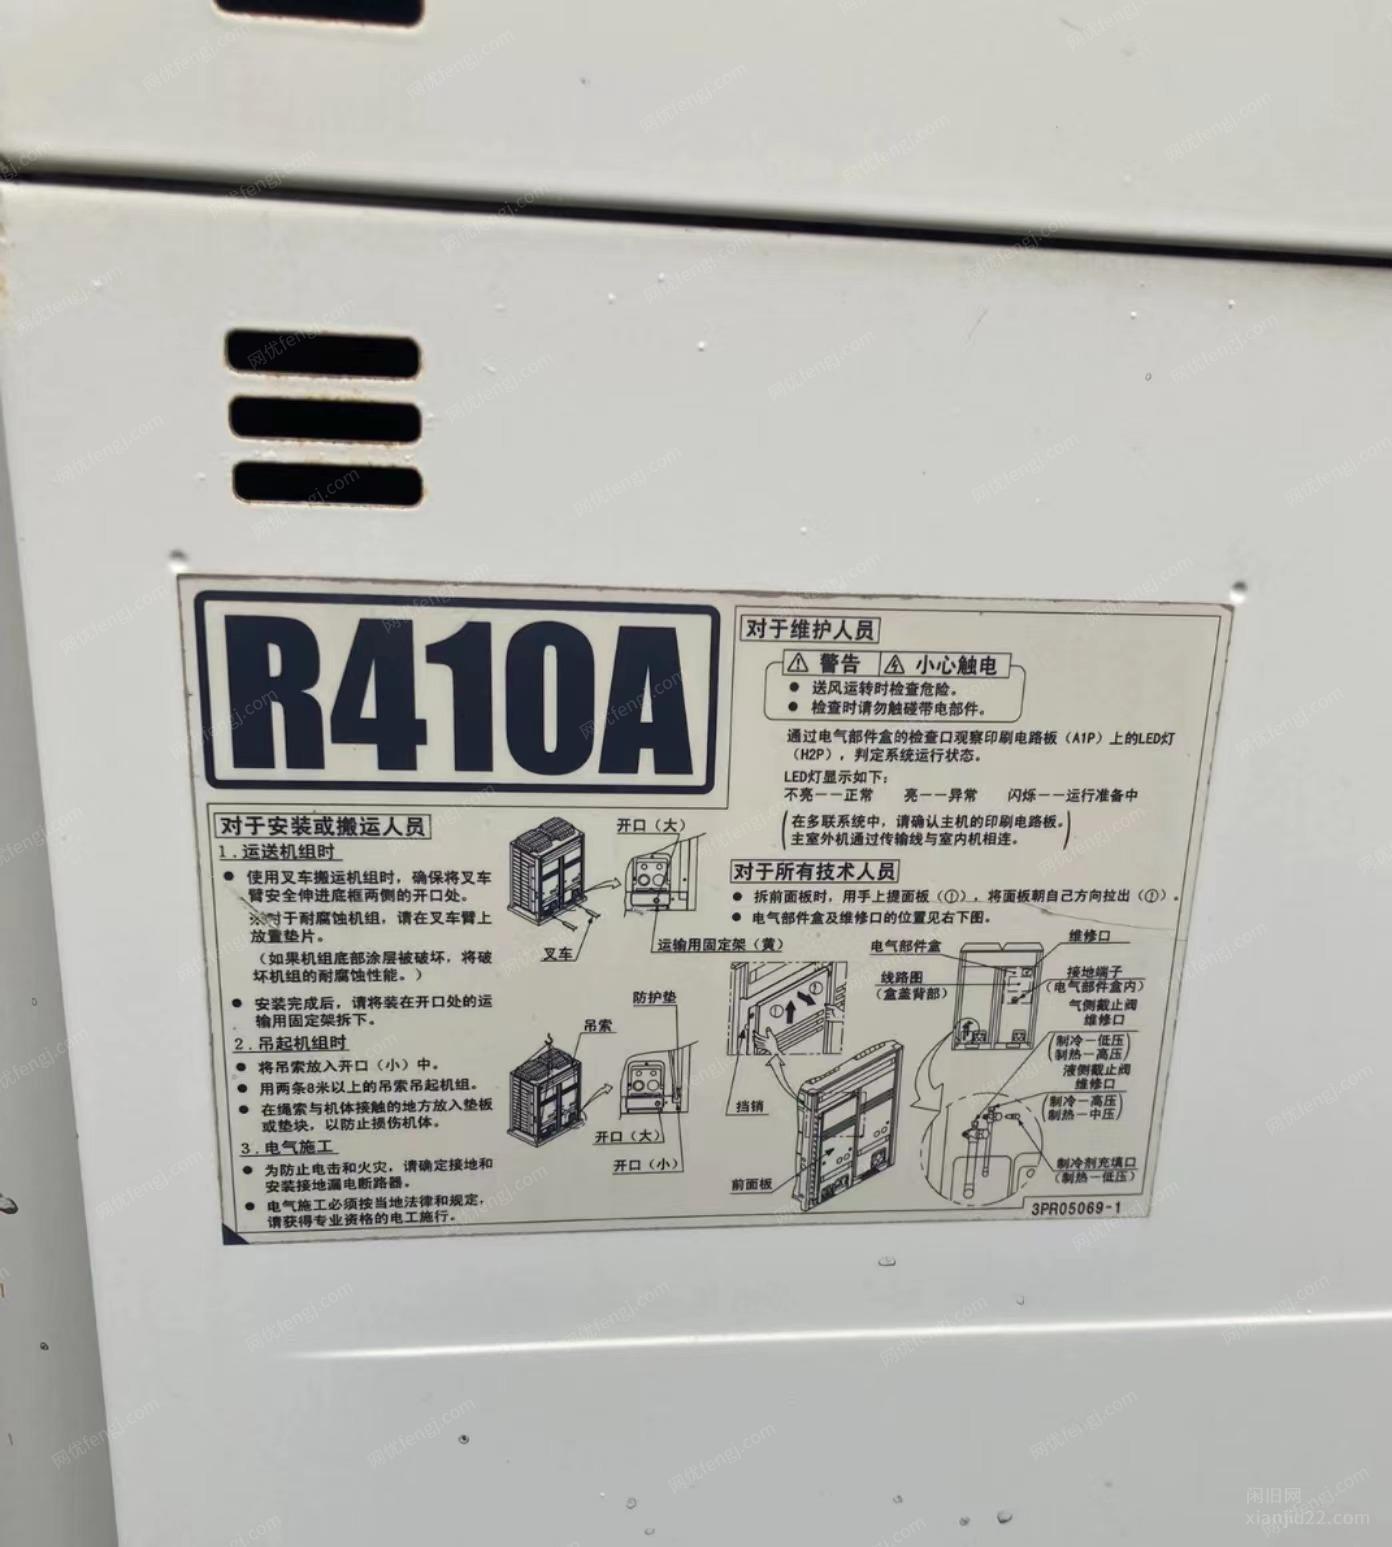 R410A
对于安装或搬运人员
1.运送机组时
● 使用叉车搬运机组时，确保将叉车
臂安全伸进底框两侧的开口处。
※对于耐腐蚀机组，请在叉车臂上
放置垫片。
（如果机组底部涂层被破坏，将破
坏机组的耐腐蚀性能。）
● 安装完成后，请将装在开口处的运
输用固定架拆下。
2.吊起机组时
● 将吊索放入开口（小）中。
● 用两条8米以上的吊索吊起机组。
● 在绳索与机体接触的地方放入垫板
或垫块，以防止损伤机体。
3.电气施工
● 为防止电击和火灾，请确定接地和
安装接地漏电断路器。
● 电气施工必须按当地法律和规定，
请获得专业资格的电工施行。
开口（大）
叉车
运输用固定架（黄）
防护垫
吊索
开口（大）
开口（小）
对于维护人员
警告 小心触电
● 送风运转时检查危险。
● 检查时请勿触碰带电部件。
通过电气部件盒的检查口观察印刷电路板（A1P）上的LED灯
（H2P），判定系统运行状态。
LED灯显示如下：
不亮——正常 亮——异常 闪烁——运行准备中
（在多联系统中，请确认主机的印刷电路板。
主室外机通过传输线与室内机相连。）
对于所有技术人员
● 拆前面板时，用手上提面板（①），将面板朝自己方向拉出（①）。
● 电气部件盒及维修口的位置见右下图。
① ②
挡销
前面板
电气部件盒
线路图
（盒盖背部）
维修口
接地端子
（电气部件盒内）
气侧截止阀
维修口
（制冷—低压
制热—高压）
液侧截止阀
维修口
（制冷—高压
制热—中压）
制冷剂充填口
（制热—低压）
3PR05069-1
闲旧网
xianjiu22.com
网优fengj.com